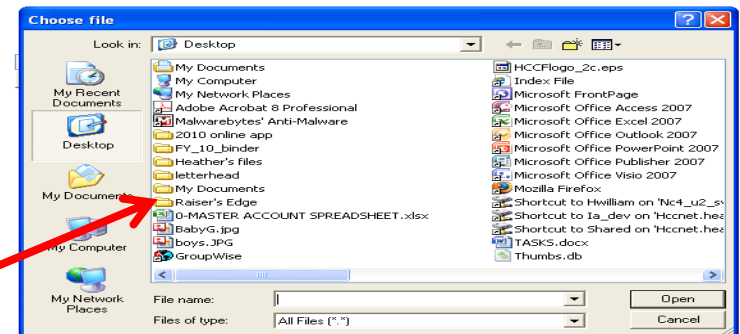 Choose file
Look in: Desktop
My Recent Documents
Desktop
My Documents
My Computer
My Network Places
My Documents
My Computer
My Network Places
Adobe Acrobat 8 Professional
Malwarebytes' Anti-Malware
2010 online app
FY_10_binder
Heather's files
letterhead
My Documents
Raiser's Edge
0-MASTER ACCOUNT SPREADSHEET.xlsx
BabyG.jpg
boys.JPG
GroupWise
HCCFlogo_2c.eps
Index File
Microsoft FrontPage
Microsoft Office Access 2007
Microsoft Office Excel 2007
Microsoft Office Outlook 2007
Microsoft Office PowerPoint 2007
Microsoft Office Publisher 2007
Microsoft Office Visio 2007
Mozilla Firefox
Shortcut to Hwilliam on 'Nc4_u2_s
Shortcut to Ia_dev on 'Hccnet.hea
Shortcut to Shared on 'Hccnet.hea
TASKS.docx
Thumbs.db
File name:
Open
Files of type: All Files (*.*)
Cancel